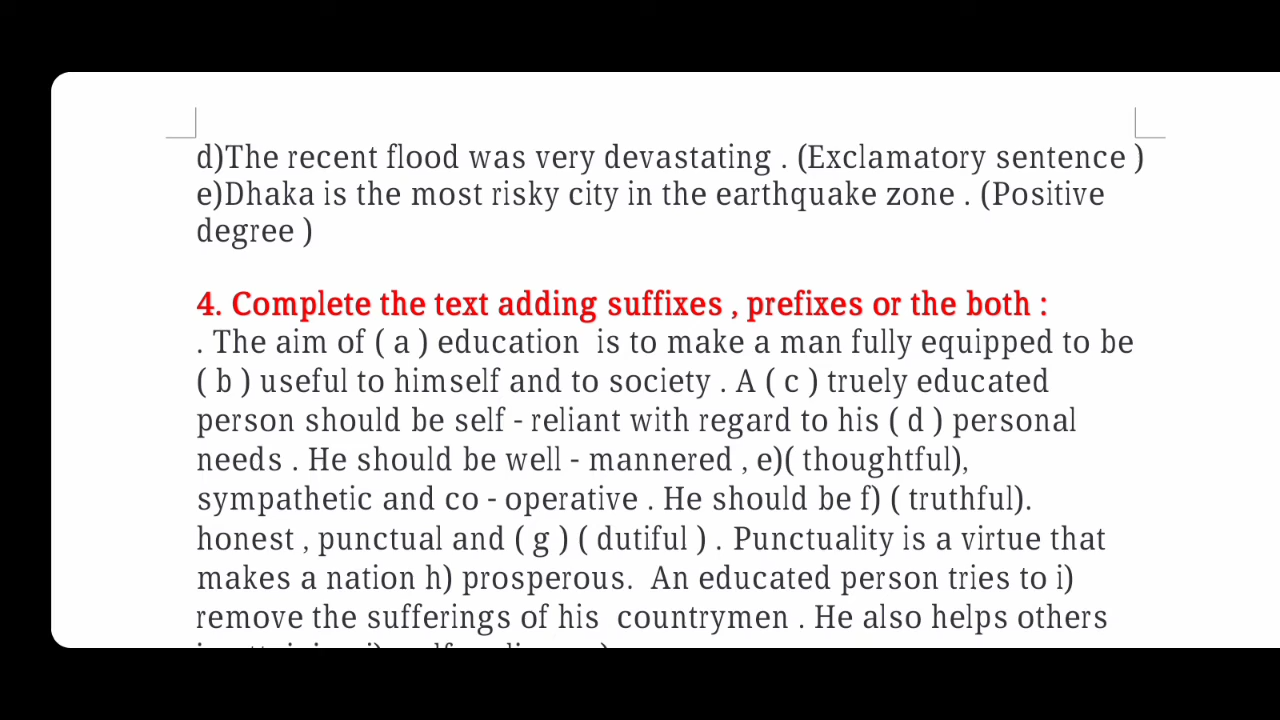 d)The recent flood was very devastating . (Exclamatory sentence )
e)Dhaka is the most risky city in the earthquake zone . (Positive
degree )
4. Complete the text adding suffixes , prefixes or the both :
. The aim of ( a ) education is to make a man fully equipped to be
( b ) useful to himself and to society . A ( c ) truely educated
person should be self - reliant with regard to his ( d ) personal
needs . He should be well - mannered , e)( thoughtful),
sympathetic and co - operative . He should be f) ( truthful).
honest , punctual and ( g ) ( dutiful ) . Punctuality is a virtue that
makes a nation h) prosperous. An educated person tries to i)
remove the sufferings of his countrymen . He also helps others